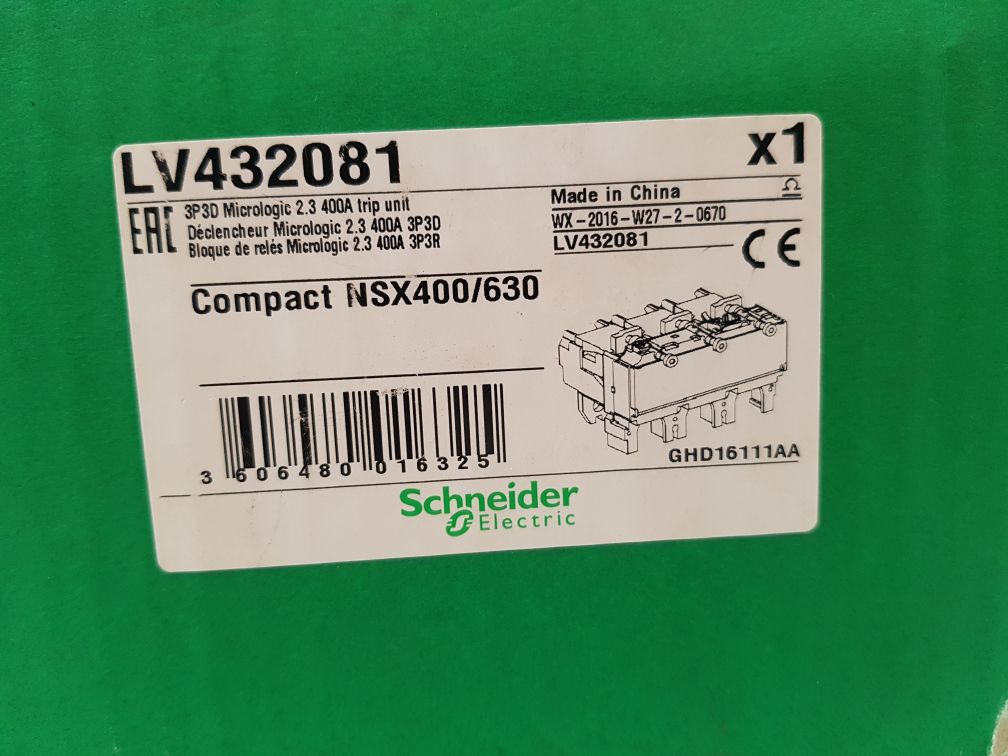 LV432081
x1
EAC
3P3D Micrologic 2.3 400A trip unit
Déclencheur Micrologic 2.3 400A 3P3D
Bloque de relés Micrologic 2.3 400A 3P3R
Made in China
WX-2016-W27-2-0670
LV432081
CE
Compact NSX400/630
3 606480 016325
GHD16111AA
Schneider
Electric